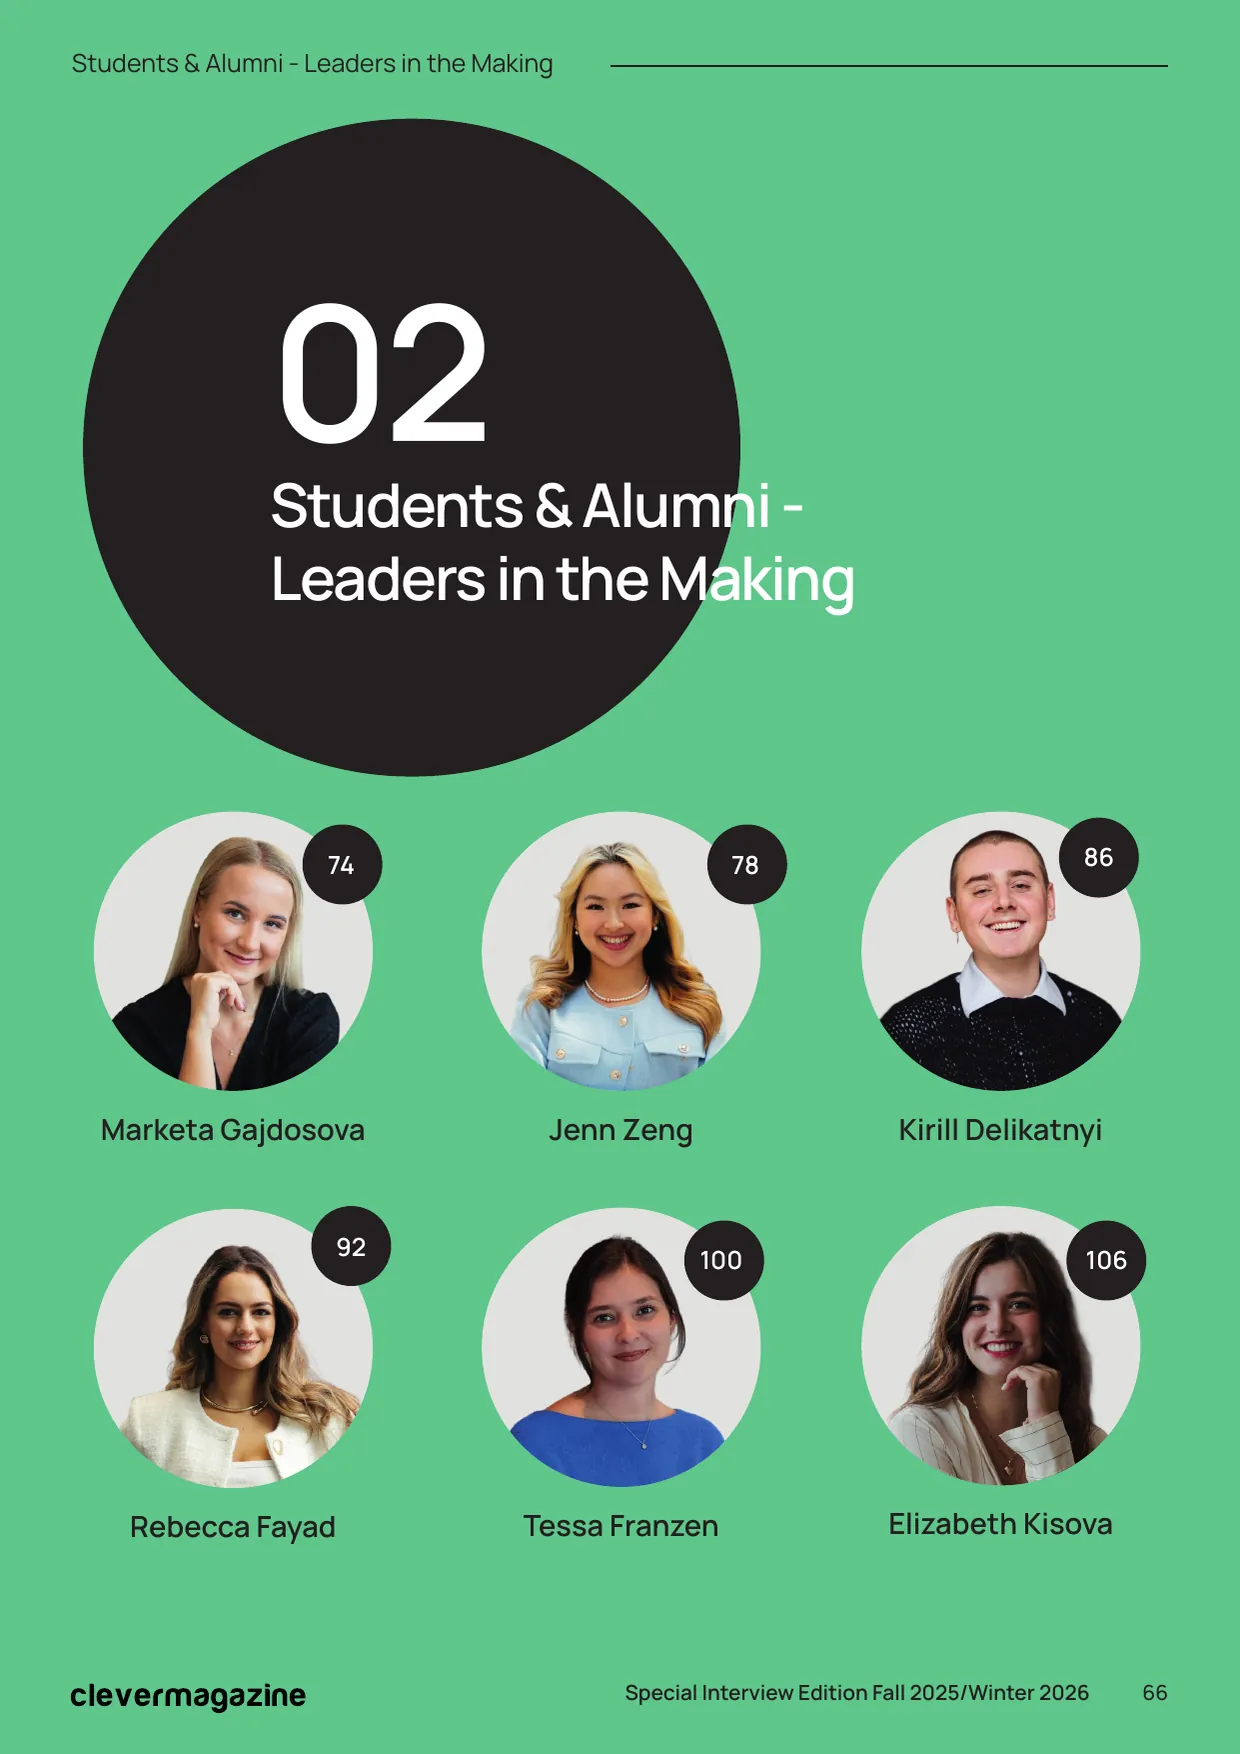 Students & Alumni - Leaders in the Making
02
Students & Alumni -
Leaders in the Making
74
78
86
Marketa Gajdosova
Jenn Zeng
Kirill Delikatnyi
92
100
106
Rebecca Fayad
Tessa Franzen
Elizabeth Kisova
clevermagazine
Special Interview Edition Fall 2025/Winter 2026
66